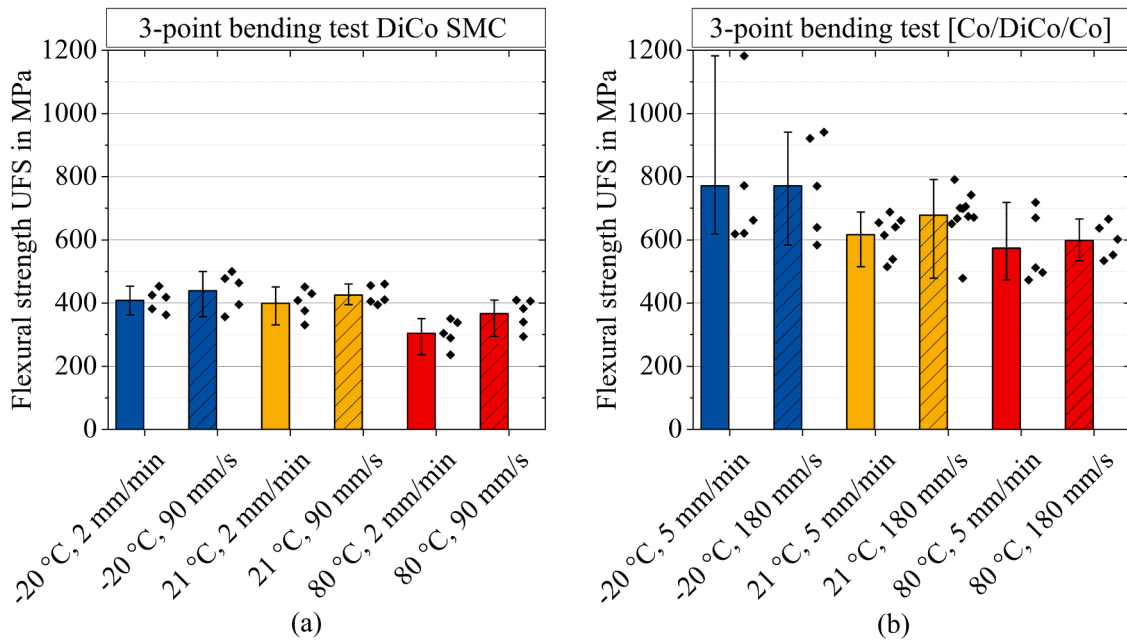 3-point bending test DiCo SMC
Flexural strength UFS in MPa
1200
1000
800
600
400
200
0
-20 °C, 2 mm/min
-20 °C, 90 mm/s
21 °C, 2 mm/min
21 °C, 90 mm/s
80 °C, 2 mm/min
80 °C, 90 mm/s
(a)
3-point bending test [Co/DiCo/Co]
Flexural strength UFS in MPa
1200
1000
800
600
400
200
0
-20 °C, 5 mm/min
-20 °C, 180 mm/s
21 °C, 5 mm/min
21 °C, 180 mm/s
80 °C, 5 mm/min
80 °C, 180 mm/s
(b)